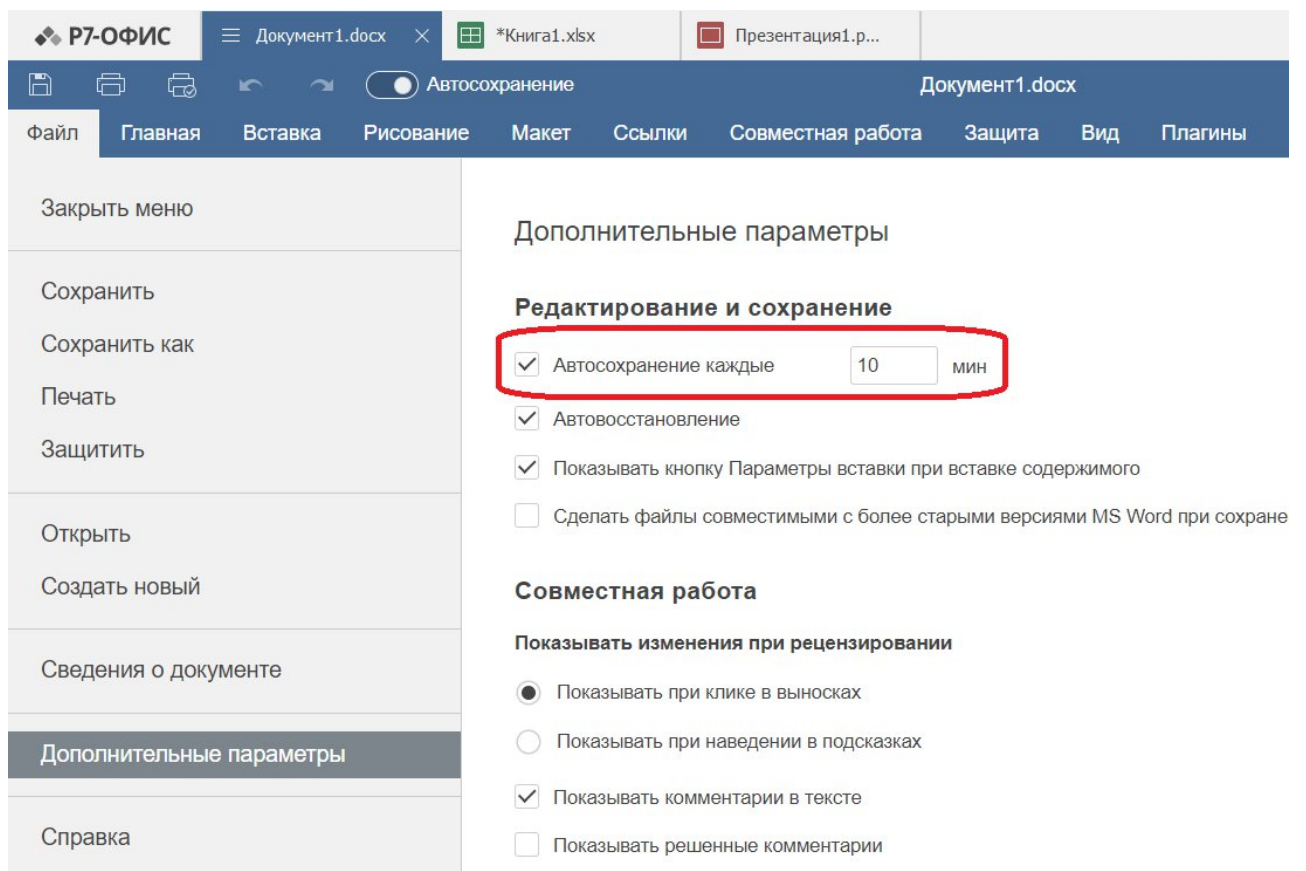 Р7-ОФИС
Документ1.docx
*Книга1.xlsx
Презентация1.р...
Автосохранение
Документ1.docx
Файл Главная Вставка Рисование Макет Ссылки Совместная работа Защита Вид Плагины
Закрыть меню
Сохранить
Сохранить как
Печать
Защитить
Открыть
Создать новый
Сведения о документе
Дополнительные параметры
Справка
Дополнительные параметры
Редактирование и сохранение
Автосохранение каждые 10 мин
Автовосстановление
Показывать кнопку Параметры вставки при вставке содержимого
Сделать файлы совместимыми с более старыми версиями MS Word при сохране
Совместная работа
Показывать изменения при рецензировании
Показывать при клике в выносках
Показывать при наведении в подсказках
Показывать комментарии в тексте
Показывать решенные комментарии